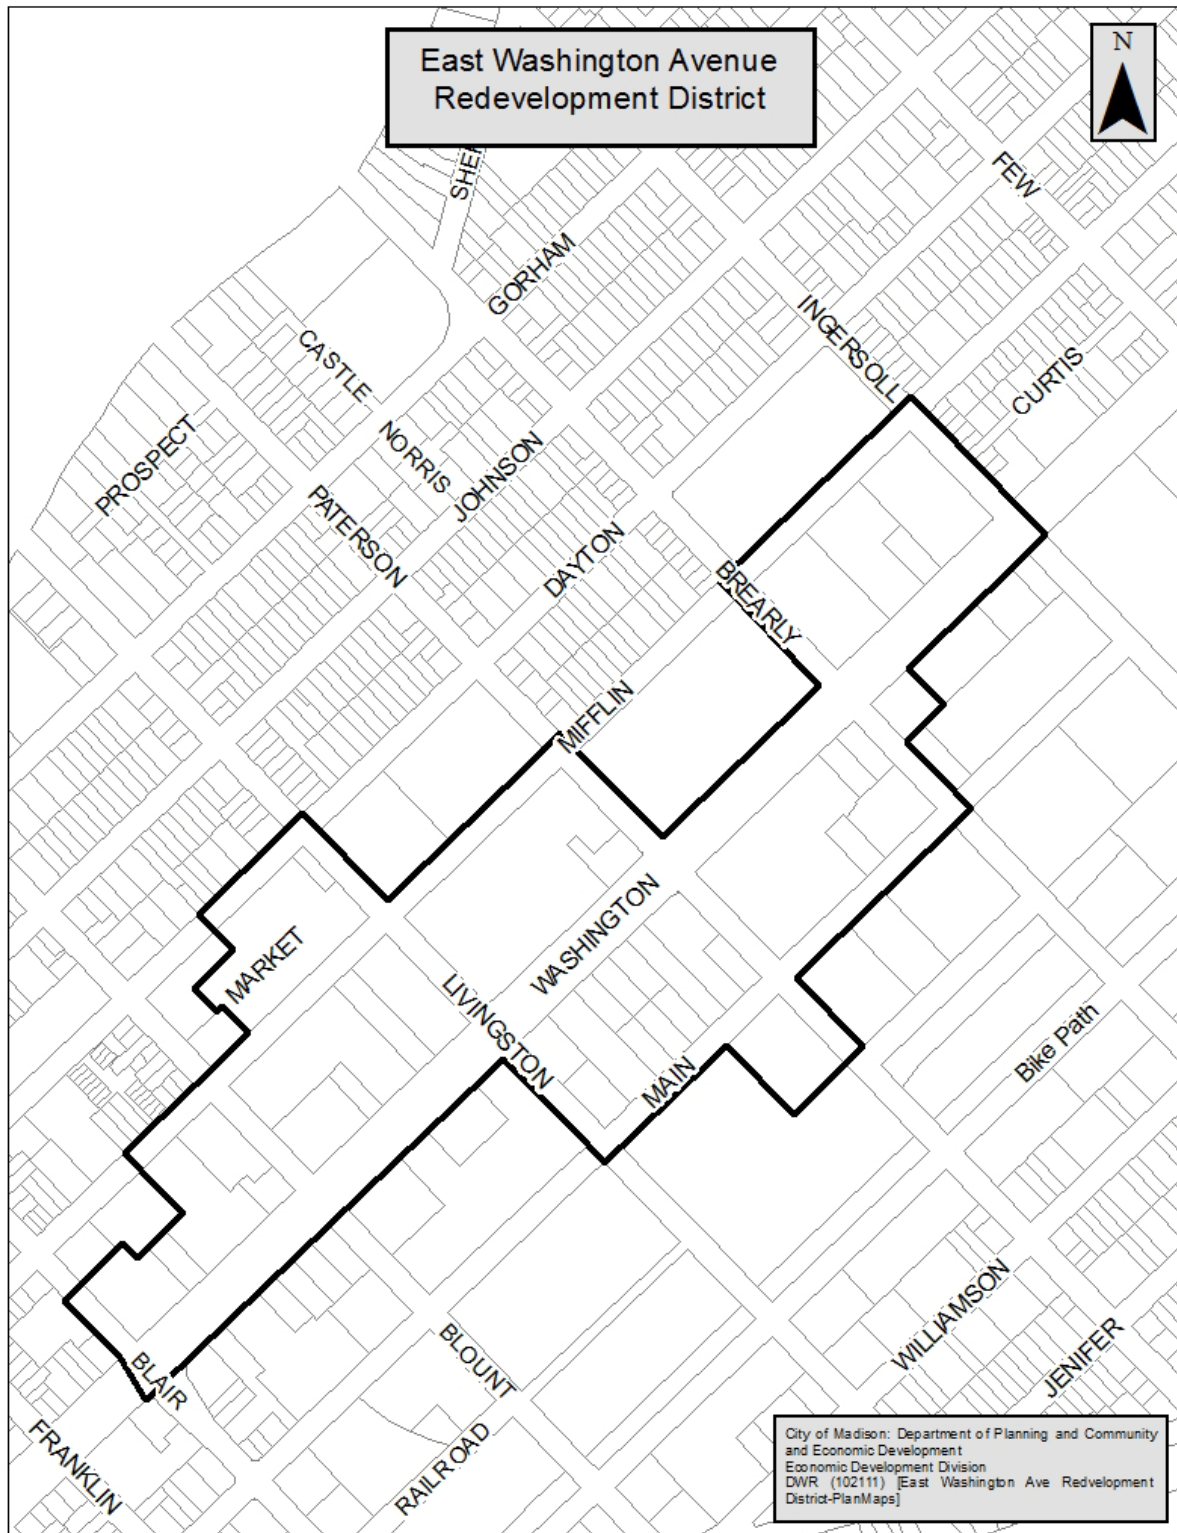 East Washington Avenue
Redevelopment District
N
FEW
GORHAM
INGERSOLL
CASTLE
CURTIS
PROSPECT
NORRIS
JOHNSON
PATERSON
DAYTON
BREARLY
MIFFLIN
WASHINGTON
MARKET
LIVINGSTON
MAIN
Bike Path
WILLIAMSON
JENIFER
BLOUNT
BLAIR
FRANKLIN
RAILROAD
City of Madison: Department of Planning and Community
and Economic Development
Economic Development Division
DWR (102111) [East Washington Ave Redvelopment
District-PlanMaps]